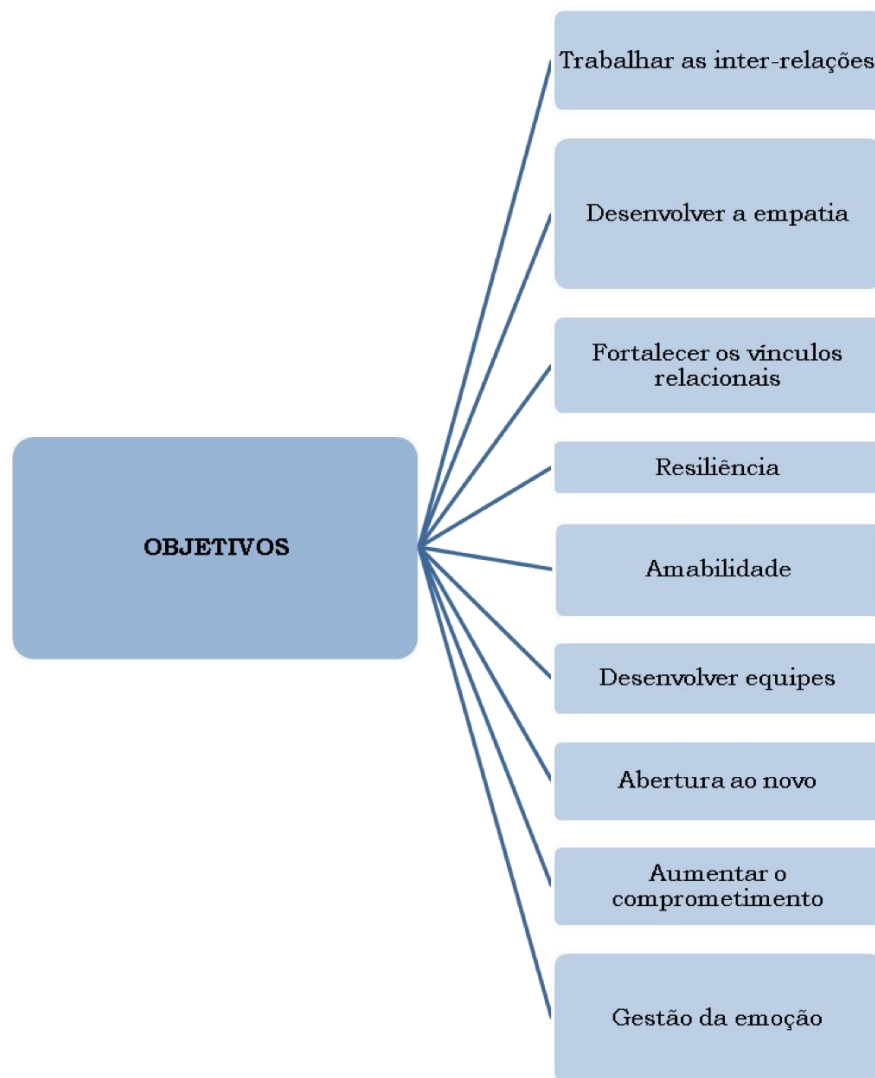 Trabalhar as inter-relações
Desenvolver a empatia
Fortalecer os vínculos
relacionais
Resiliência
OBJETIVOS
Amabilidade
Desenvolver equipes
Abertura ao novo
Aumentar o
comprometimento
Gestão da emoção